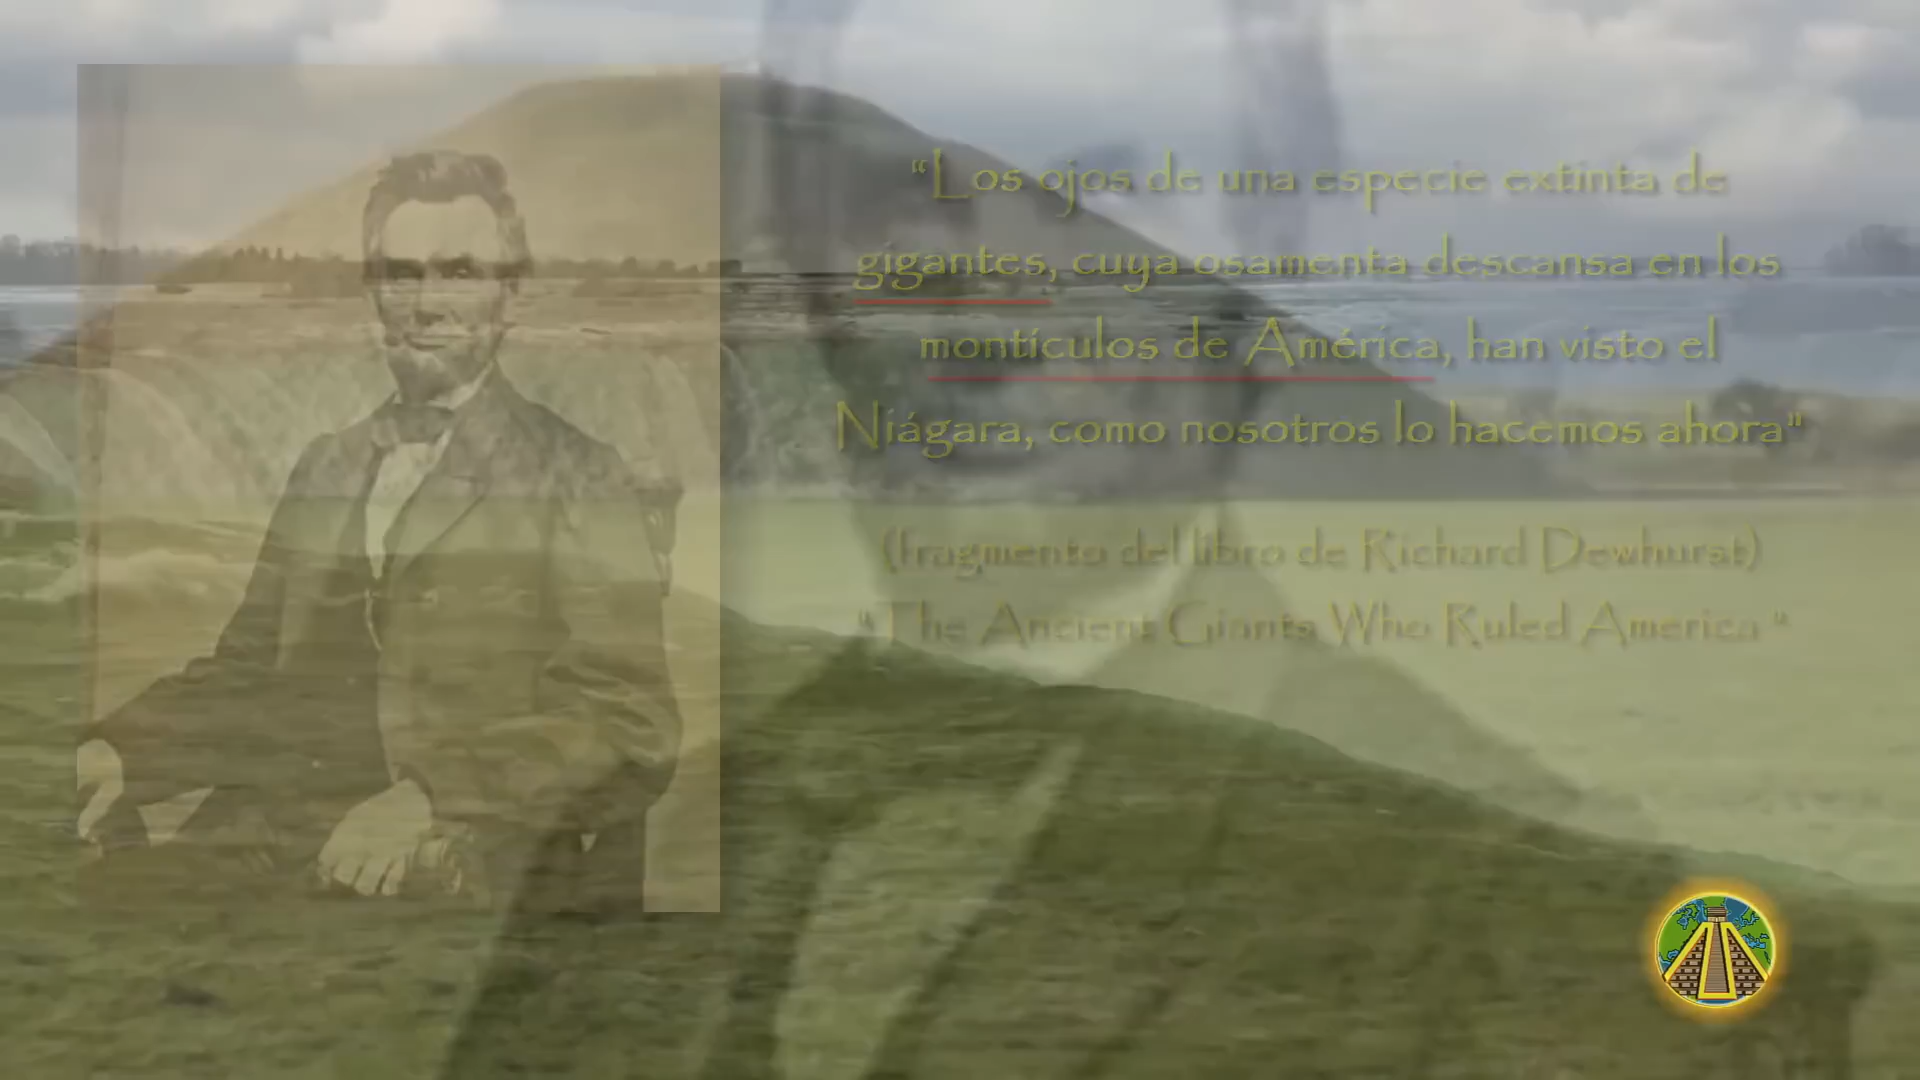 “Los ojos de una especie extinta de
gigantes, cuya osamenta descansa en los
montículos de América, han visto el
Niágara, como nosotros lo hacemos ahora"
(fragmento del libro de Richard Dewhurst)
"The Ancient Giants Who Ruled America "